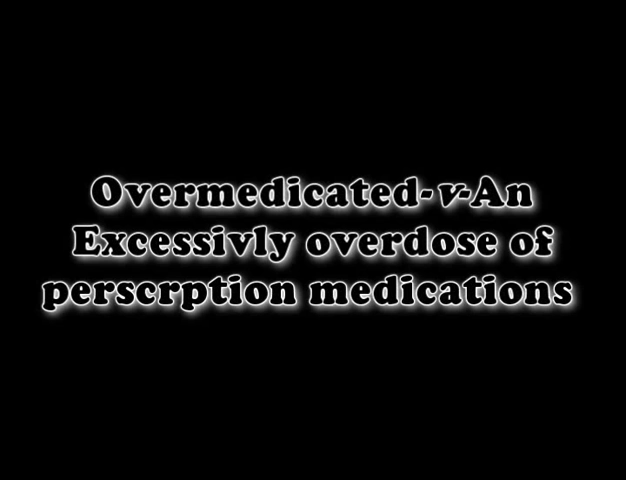 Overmedicated-v-An
Excessivly overdose of
perscrption medications